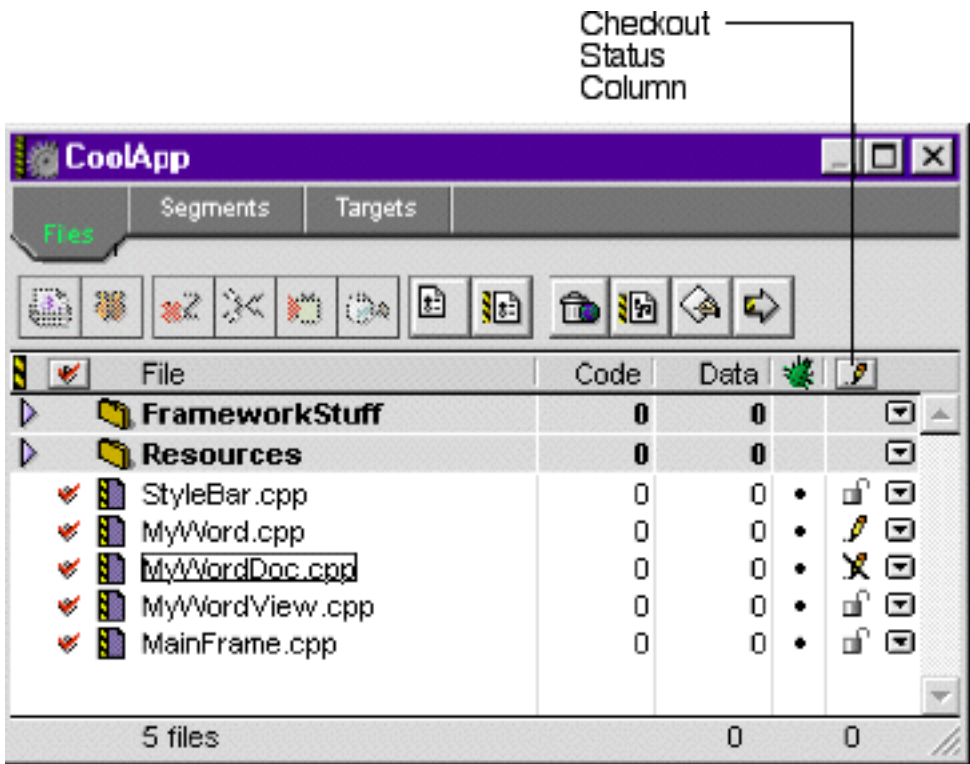 Checkout
Status
Column
CoolApp
Files Segments Targets
File Code Data
FrameworkStuff 0 0
Resources 0 0
StyleBar.cpp 0 0
MyWord.cpp 0 0
MyWordDoc.cpp 0 0
MyWordView.cpp 0 0
MainFrame.cpp 0 0
5 files 0 0